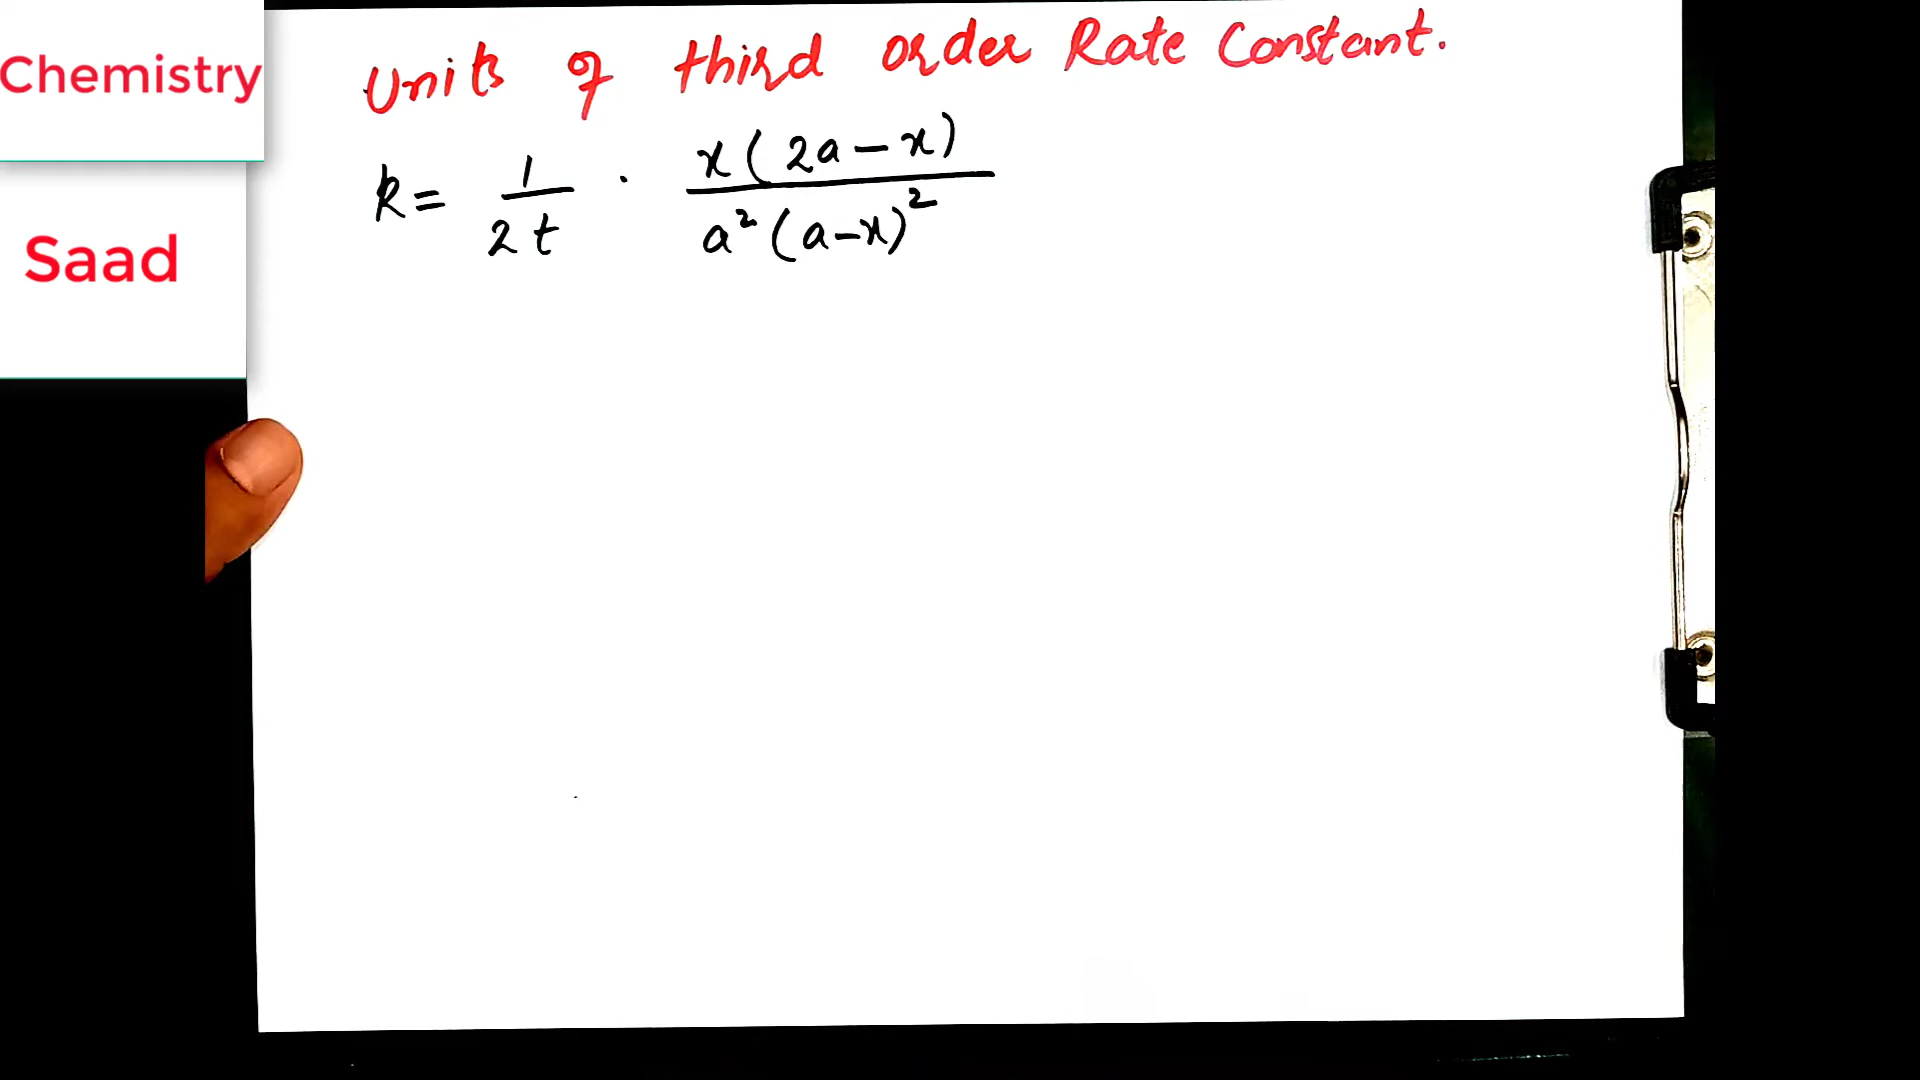 Chemistry
Saad
Units of third order Rate Constant.
k = 1/2t · x(2a-x)/a²(a-x)²